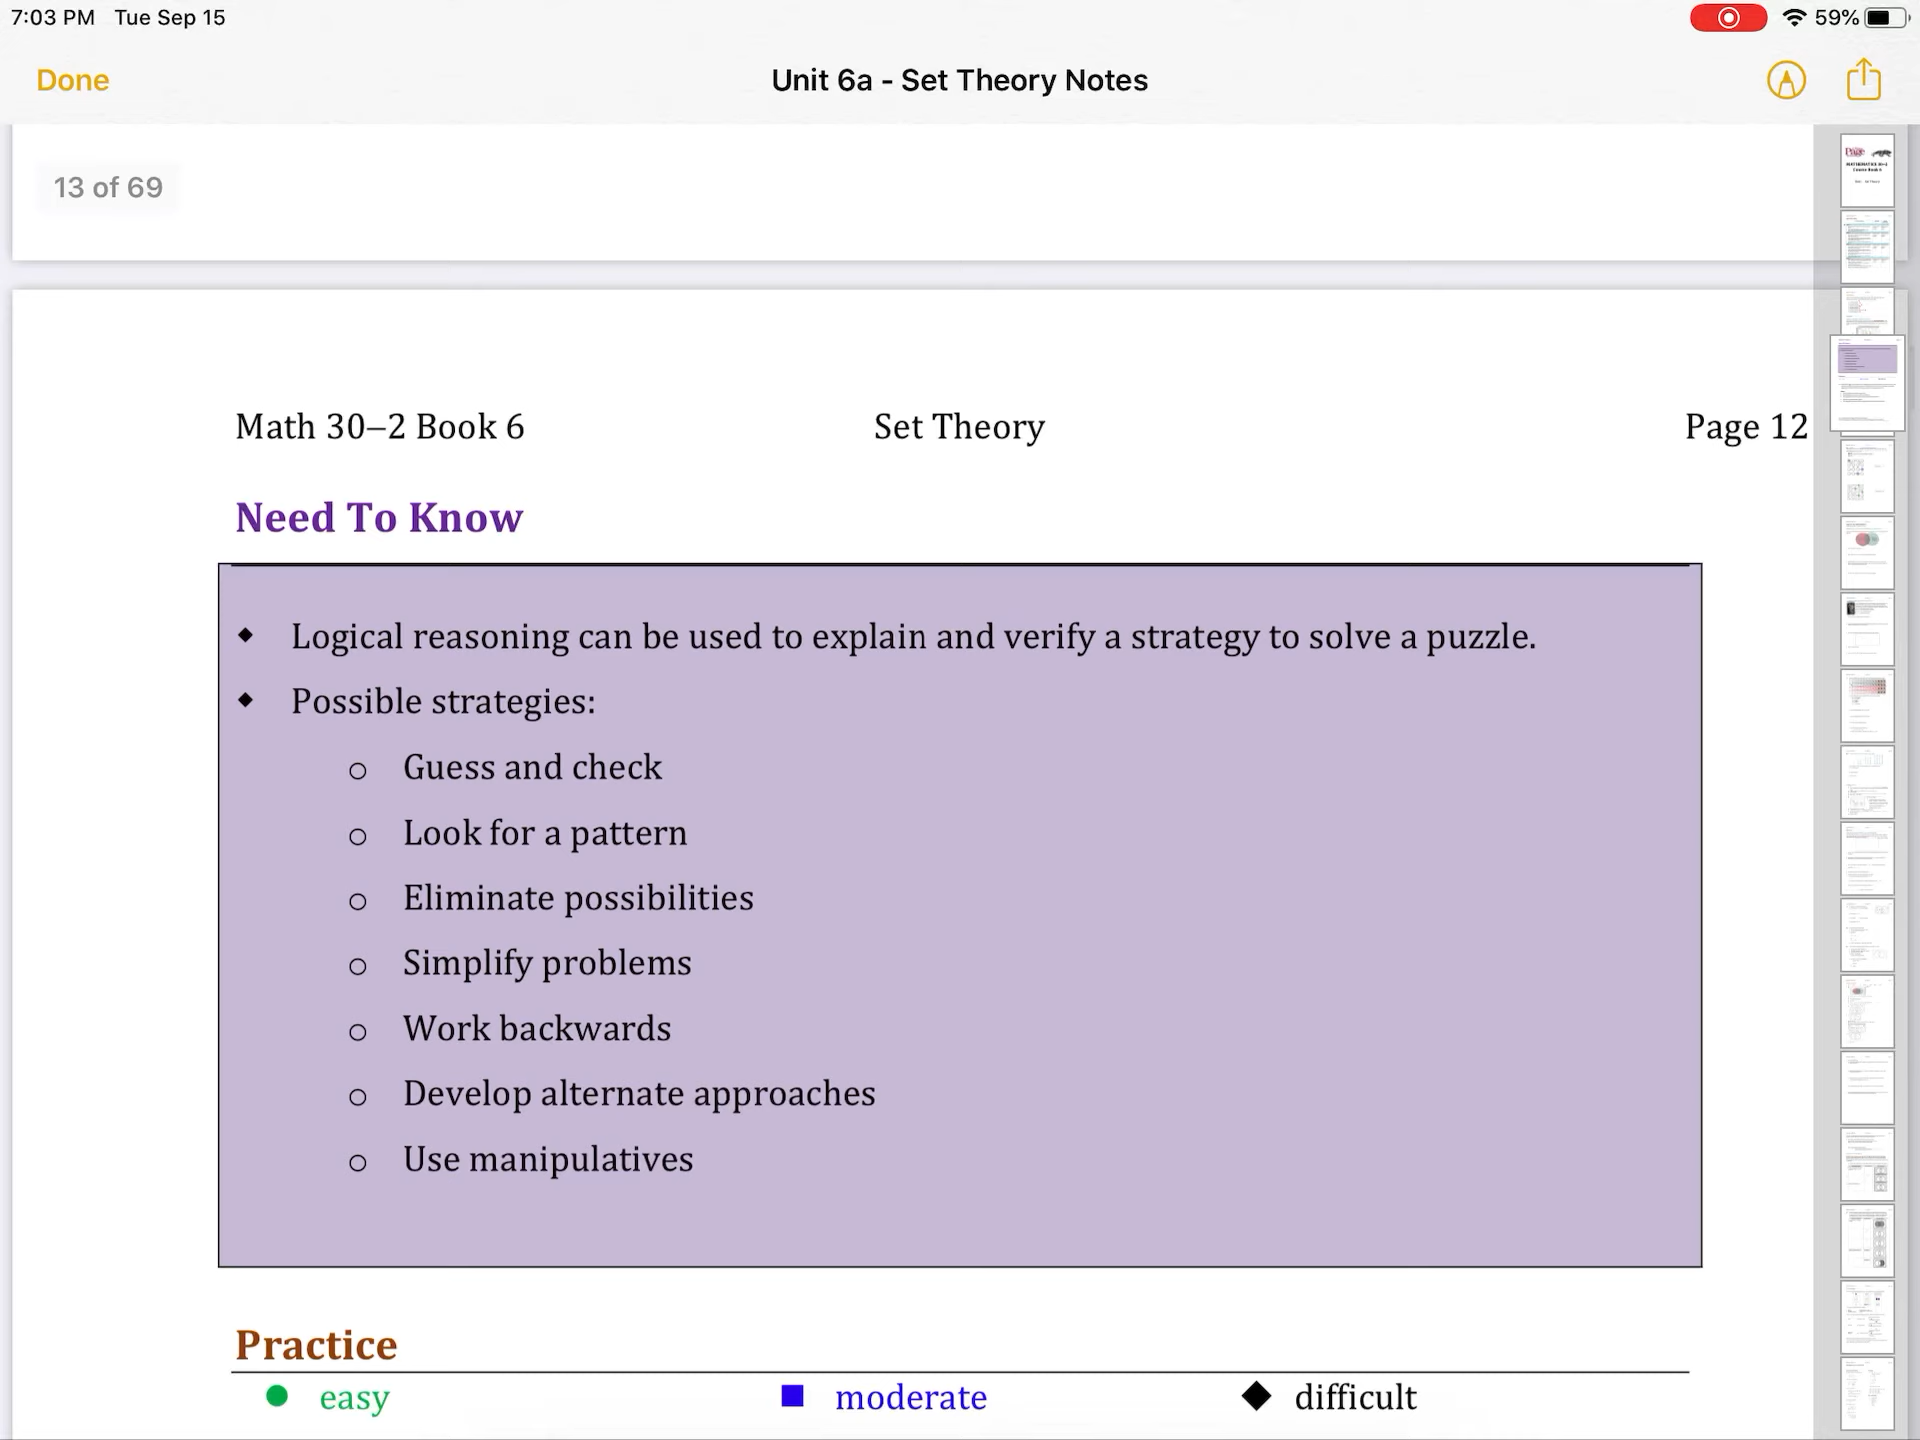 7:03 PM Tue Sep 15
59%
Done
Unit 6a - Set Theory Notes
13 of 69
Math 30–2 Book 6 Set Theory Page 12
Need To Know
◆ Logical reasoning can be used to explain and verify a strategy to solve a puzzle.
◆ Possible strategies:
o Guess and check
o Look for a pattern
o Eliminate possibilities
o Simplify problems
o Work backwards
o Develop alternate approaches
o Use manipulatives
Practice
● easy ■ moderate ◆ difficult